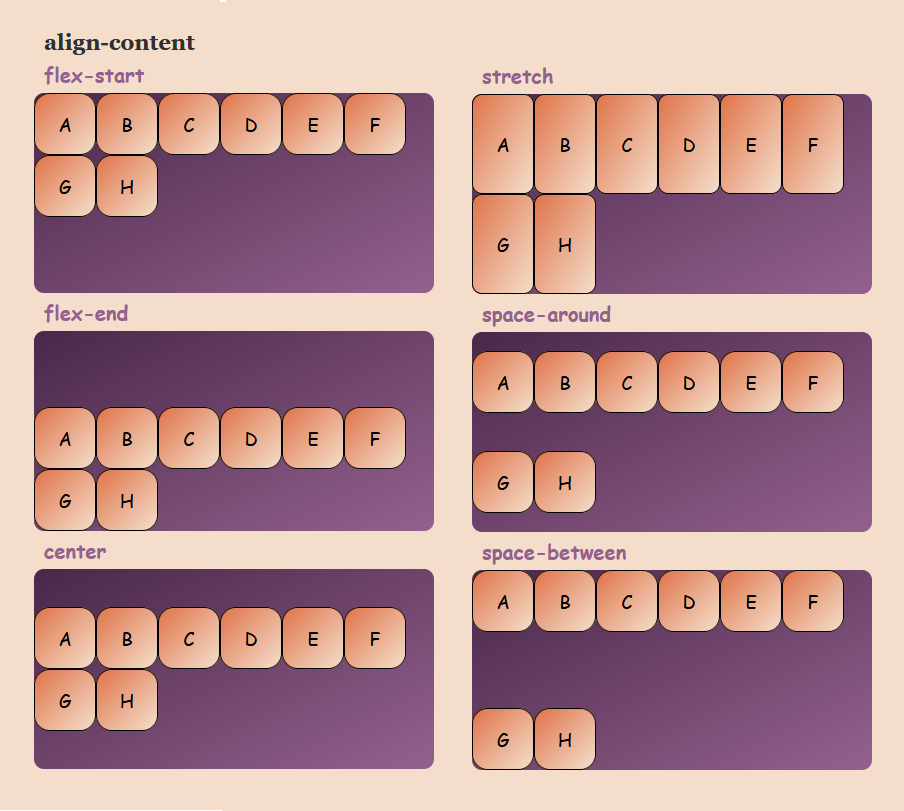 align-content
flex-start
A B C D E F
G H
stretch
A B C D E F
G H
flex-end
A B C D E F
G H
space-around
A B C D E F
G H
center
A B C D E F
G H
space-between
A B C D E F
G H